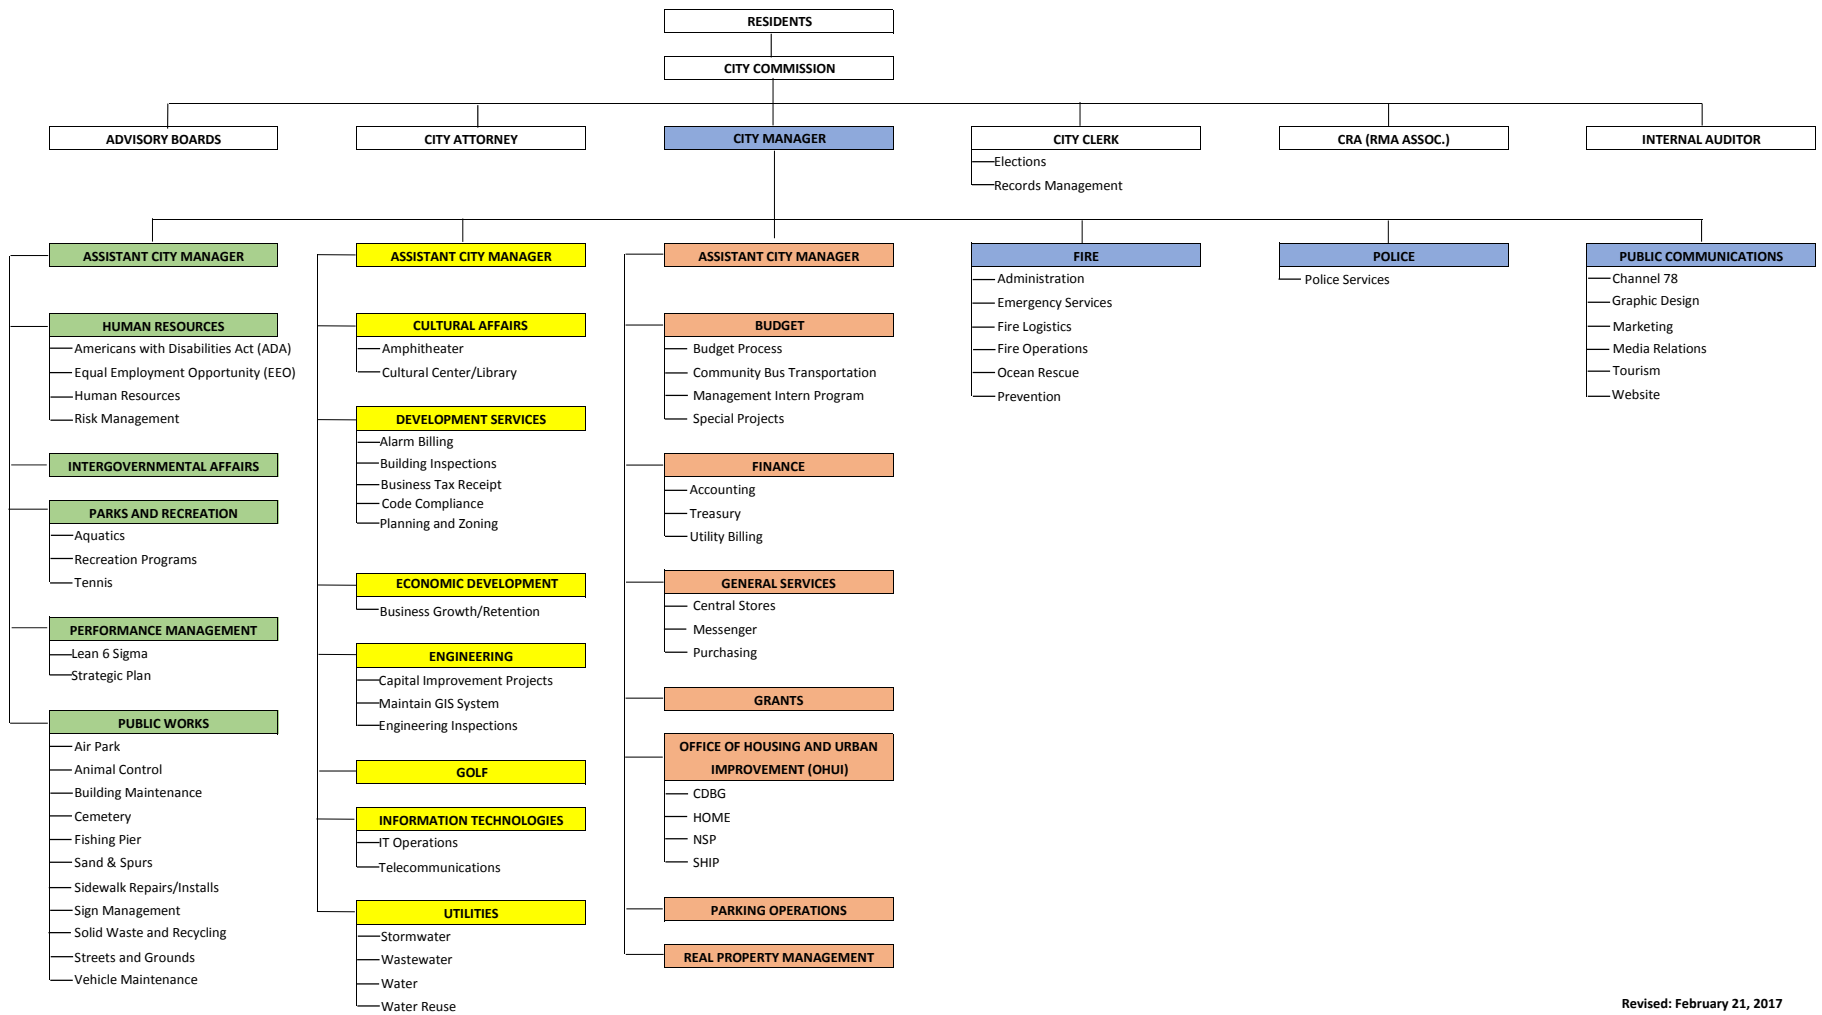 RESIDENTS
CITY COMMISSION
ADVISORY BOARDS
CITY ATTORNEY
CITY MANAGER
CITY CLERK
Elections
Records Management
CRA (RMA ASSOC.)
INTERNAL AUDITOR
ASSISTANT CITY MANAGER
HUMAN RESOURCES
Americans with Disabilities Act (ADA)
Equal Employment Opportunity (EEO)
Human Resources
Risk Management
INTERGOVERNMENTAL AFFAIRS
PARKS AND RECREATION
Aquatics
Recreation Programs
Tennis
PERFORMANCE MANAGEMENT
Lean 6 Sigma
Strategic Plan
PUBLIC WORKS
Air Park
Animal Control
Building Maintenance
Cemetery
Fishing Pier
Sand & Spurs
Sidewalk Repairs/Installs
Sign Management
Solid Waste and Recycling
Streets and Grounds
Vehicle Maintenance
ASSISTANT CITY MANAGER
CULTURAL AFFAIRS
Amphitheater
Cultural Center/Library
DEVELOPMENT SERVICES
Alarm Billing
Building Inspections
Business Tax Receipt
Code Compliance
Planning and Zoning
ECONOMIC DEVELOPMENT
Business Growth/Retention
ENGINEERING
Capital Improvement Projects
Maintain GIS System
Engineering Inspections
GOLF
INFORMATION TECHNOLOGIES
IT Operations
Telecommunications
UTILITIES
Stormwater
Wastewater
Water
Water Reuse
ASSISTANT CITY MANAGER
BUDGET
Budget Process
Community Bus Transportation
Management Intern Program
Special Projects
FINANCE
Accounting
Treasury
Utility Billing
GENERAL SERVICES
Central Stores
Messenger
Purchasing
GRANTS
OFFICE OF HOUSING AND URBAN
IMPROVEMENT (OHUI)
CDBG
HOME
NSP
SHIP
PARKING OPERATIONS
REAL PROPERTY MANAGEMENT
FIRE
Administration
Emergency Services
Fire Logistics
Fire Operations
Ocean Rescue
Prevention
POLICE
Police Services
PUBLIC COMMUNICATIONS
Channel 78
Graphic Design
Marketing
Media Relations
Tourism
Website
Revised: February 21, 2017